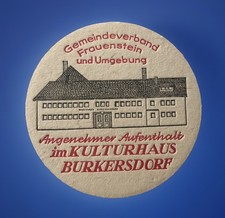 Gemeindeverband
Frauenstein
und Umgebung
Angenehmer Aufenthalt
im KULTURHAUS
BURKERSDORF